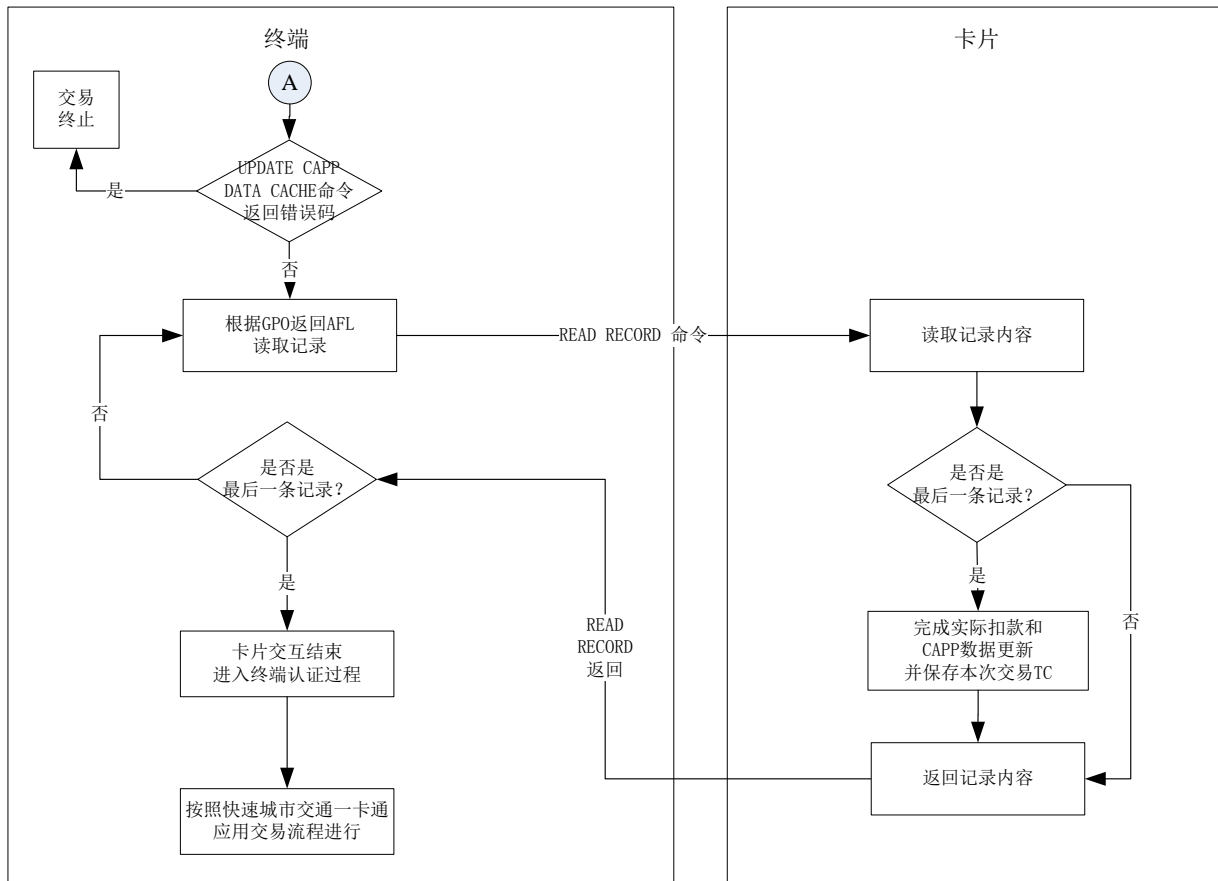 终端
卡片
A
交易
终止
UPDATE CAPP
DATA CACHE命令
返回错误码
是
否
根据GPO返回AFL
读取记录
READ RECORD 命令
读取记录内容
否
是否是
最后一条记录？
是否是
最后一条记录？
是
是
否
READ
RECORD
返回
完成实际扣款和
CAPP数据更新
并保存本次交易TC
卡片交互结束
进入终端认证过程
返回记录内容
按照快速城市交通一卡通
应用交易流程进行